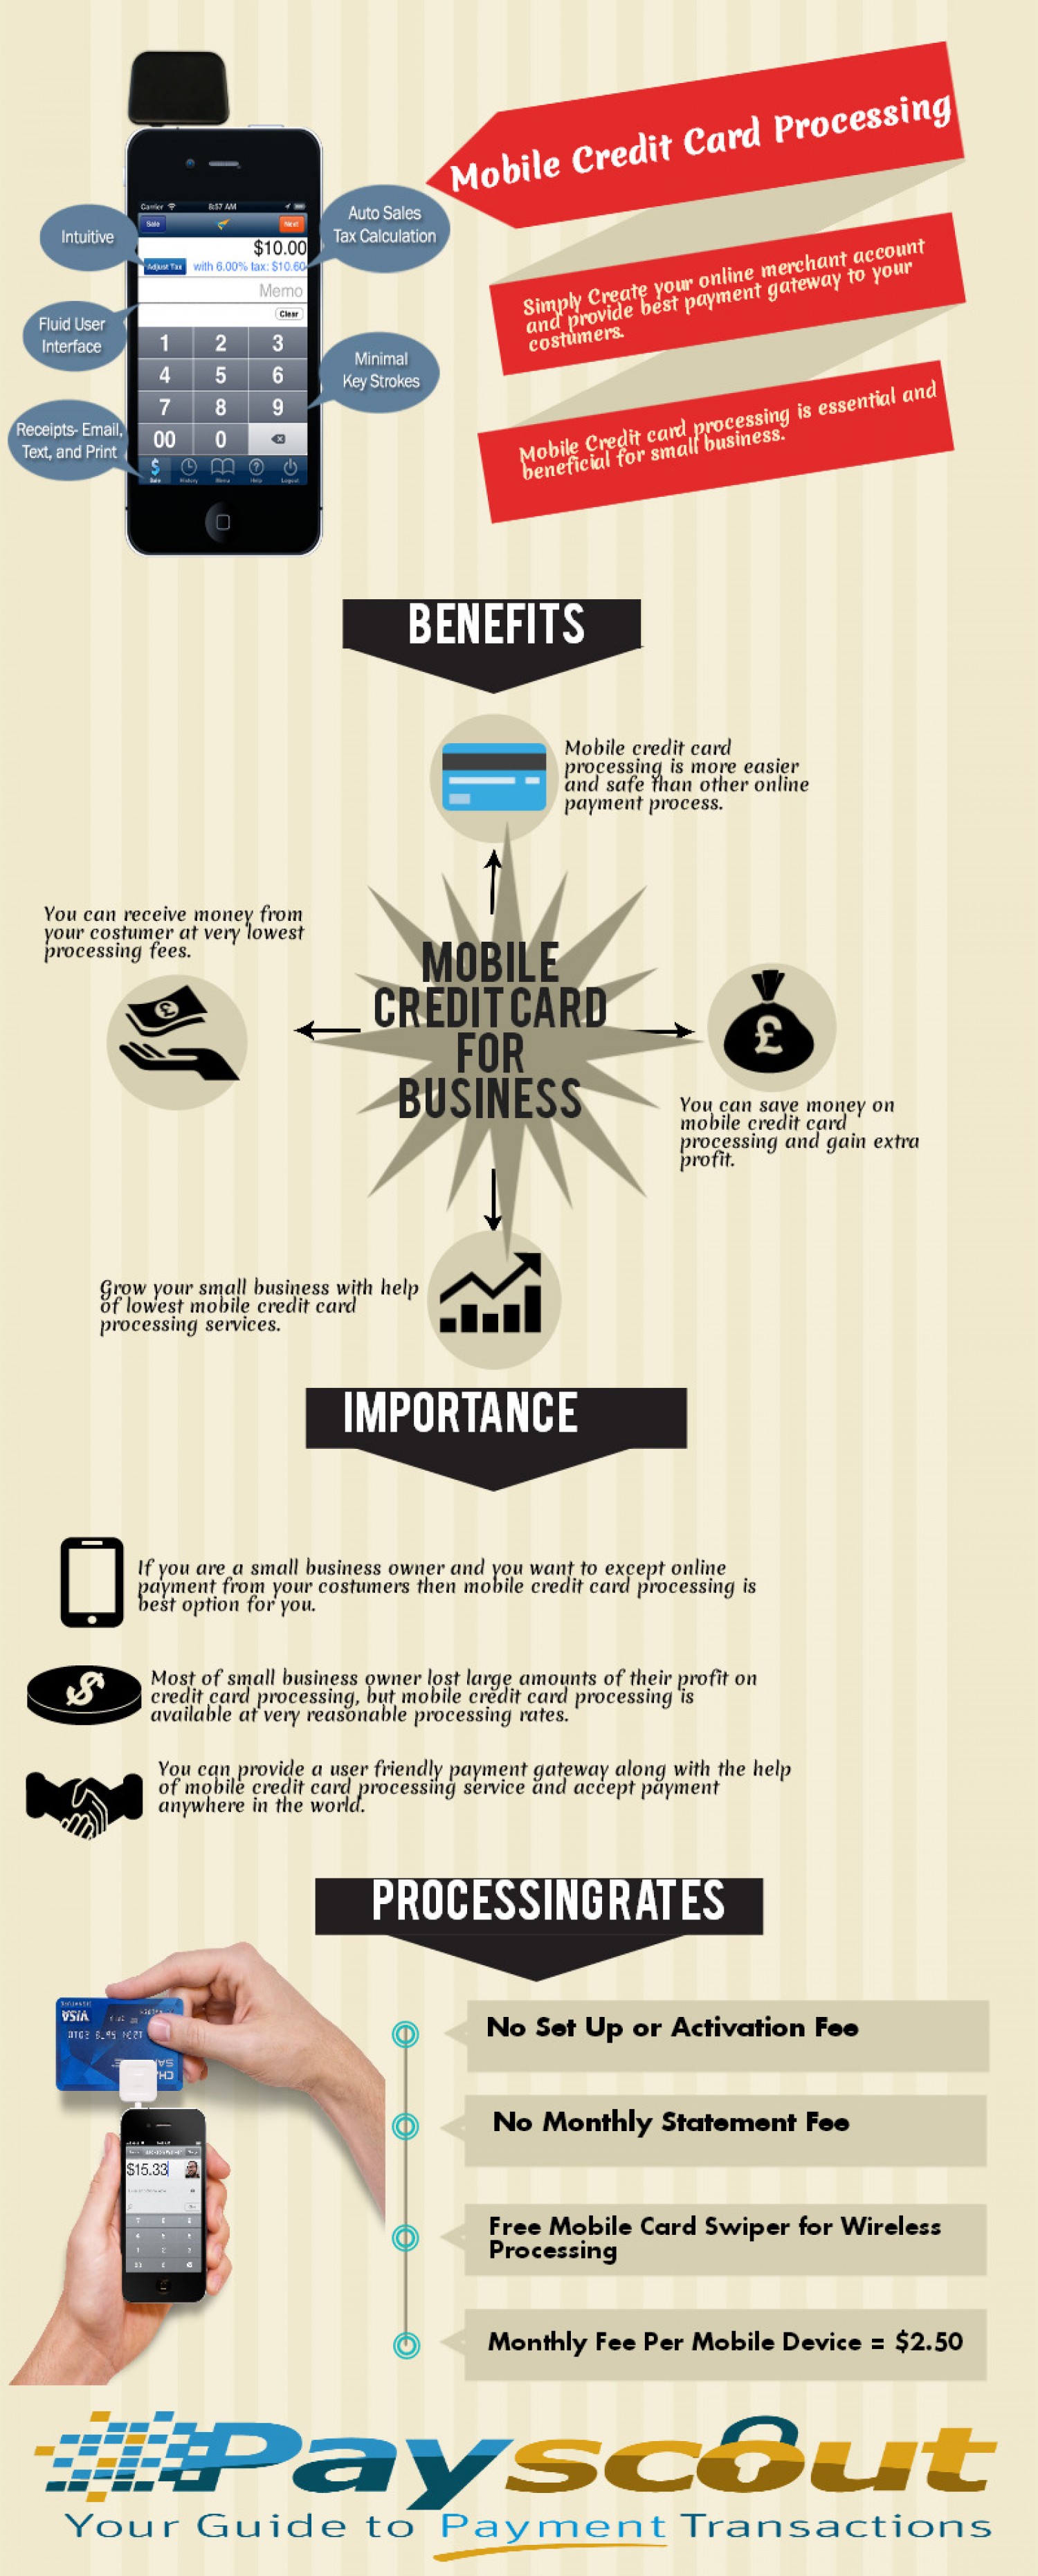 Mobile Credit Card Processing
Simply Create your online merchant account
and provide best payment gateway to your
costumers.
Mobile Credit card processing is essential and
beneficial for small business.
Intuitive
Fluid User
Interface
Receipts- Email,
Text, and Print
Auto Sales
Tax Calculation
Minimal
Key Strokes
Carrier 8:57 AM
Sale Next
$10.00
Adjust Tax with 6.00% tax: $10.60
Memo
Clear
1 2 3
4 5 6
7 8 9
00 0
$ ?
Sale History Menu Help Logout
BENEFITS
Mobile credit card
processing is more easier
and safe than other online
payment process.
You can receive money from
your costumer at very lowest
processing fees.
£
MOBILE
CREDIT CARD
FOR
BUSINESS
£
You can save money on
mobile credit card
processing and gain extra
profit.
Grow your small business with help
of lowest mobile credit card
processing services.
IMPORTANCE
If you are a small business owner and you want to except online
payment from your costumers then mobile credit card processing is
best option for you.
$
Most of small business owner lost large amounts of their profit on
credit card processing, but mobile credit card processing is
available at very reasonable processing rates.
You can provide a user friendly payment gateway along with the help
of mobile credit card processing service and accept payment
anywhere in the world.
PROCESSING RATES
VISA
$15.33
No Set Up or Activation Fee
No Monthly Statement Fee
Free Mobile Card Swiper for Wireless
Processing
Monthly Fee Per Mobile Device = $2.50
Payscout
Your Guide to Payment Transactions